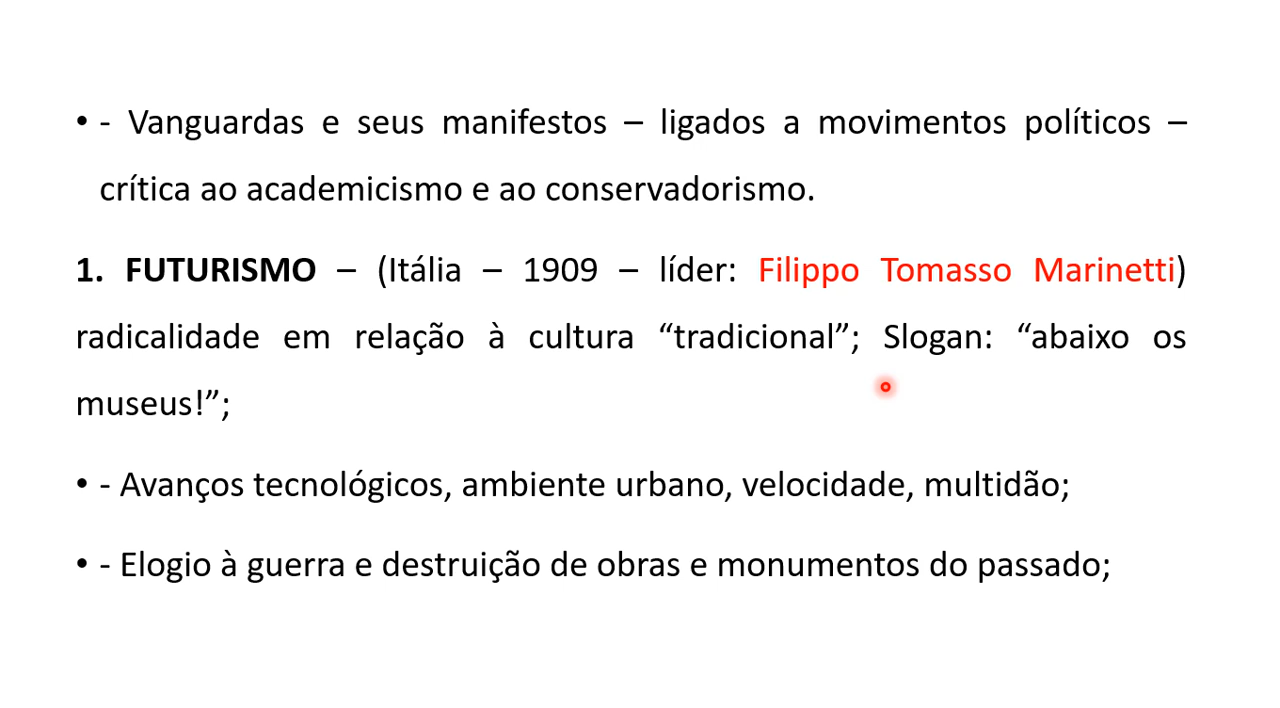 • - Vanguardas e seus manifestos – ligados a movimentos políticos –
crítica ao academicismo e ao conservadorismo.
1. FUTURISMO – (Itália – 1909 – líder: Filippo Tomasso Marinetti)
radicalidade em relação à cultura “tradicional”; Slogan: “abaixo os
museus!”;
• - Avanços tecnológicos, ambiente urbano, velocidade, multidão;
• - Elogio à guerra e destruição de obras e monumentos do passado;